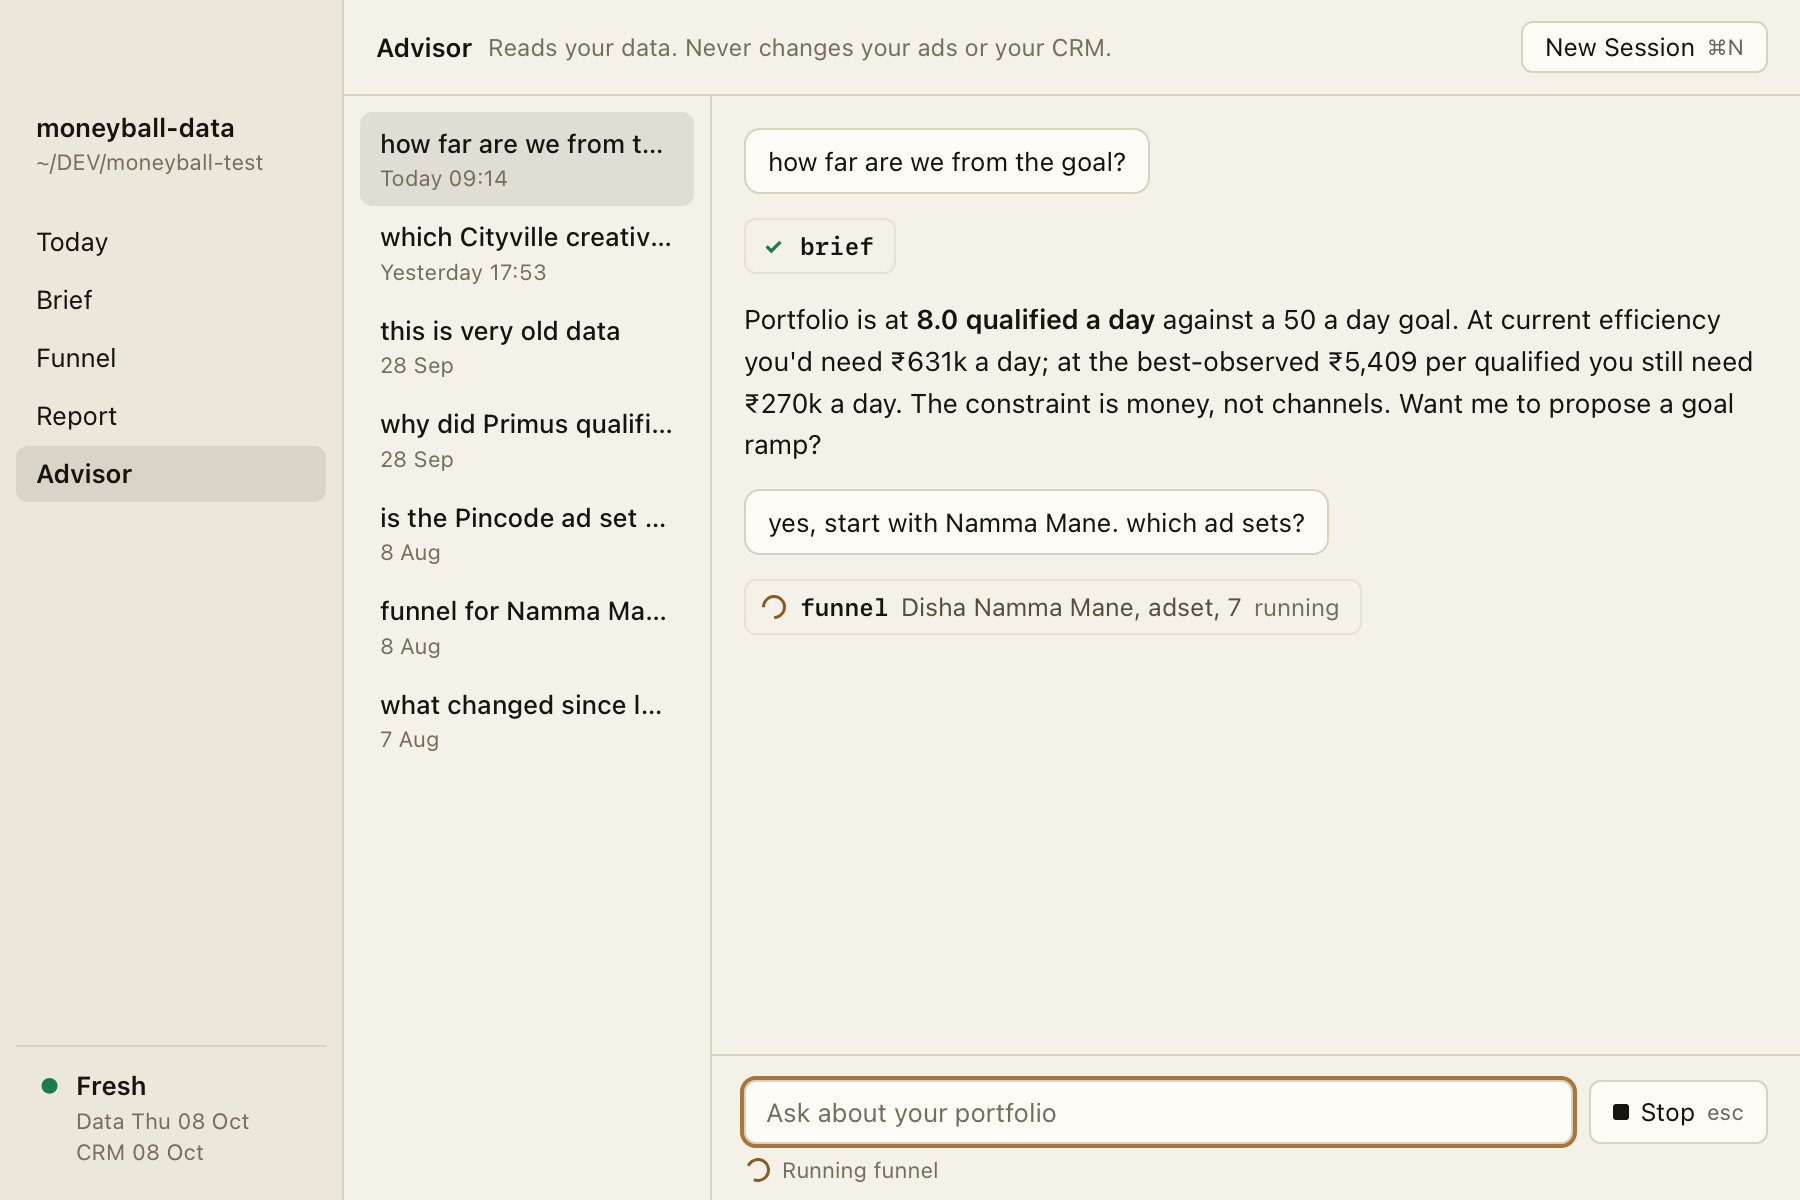 moneyball-data
~/DEV/moneyball-test
Today
Brief
Funnel
Report
Advisor
Fresh
Data Thu 08 Oct
CRM 08 Oct
Advisor Reads your data. Never changes your ads or your CRM.
New Session ⌘N
how far are we from t...
Today 09:14
which Cityville creativ...
Yesterday 17:53
this is very old data
28 Sep
why did Primus qualifi...
28 Sep
is the Pincode ad set ...
8 Aug
funnel for Namma Ma...
8 Aug
what changed since l...
7 Aug
how far are we from the goal?
brief
Portfolio is at 8.0 qualified a day against a 50 a day goal. At current efficiency
you'd need ₹631k a day; at the best-observed ₹5,409 per qualified you still need
₹270k a day. The constraint is money, not channels. Want me to propose a goal
ramp?
yes, start with Namma Mane. which ad sets?
funnel Disha Namma Mane, adset, 7 running
Ask about your portfolio
Stop esc
Running funnel